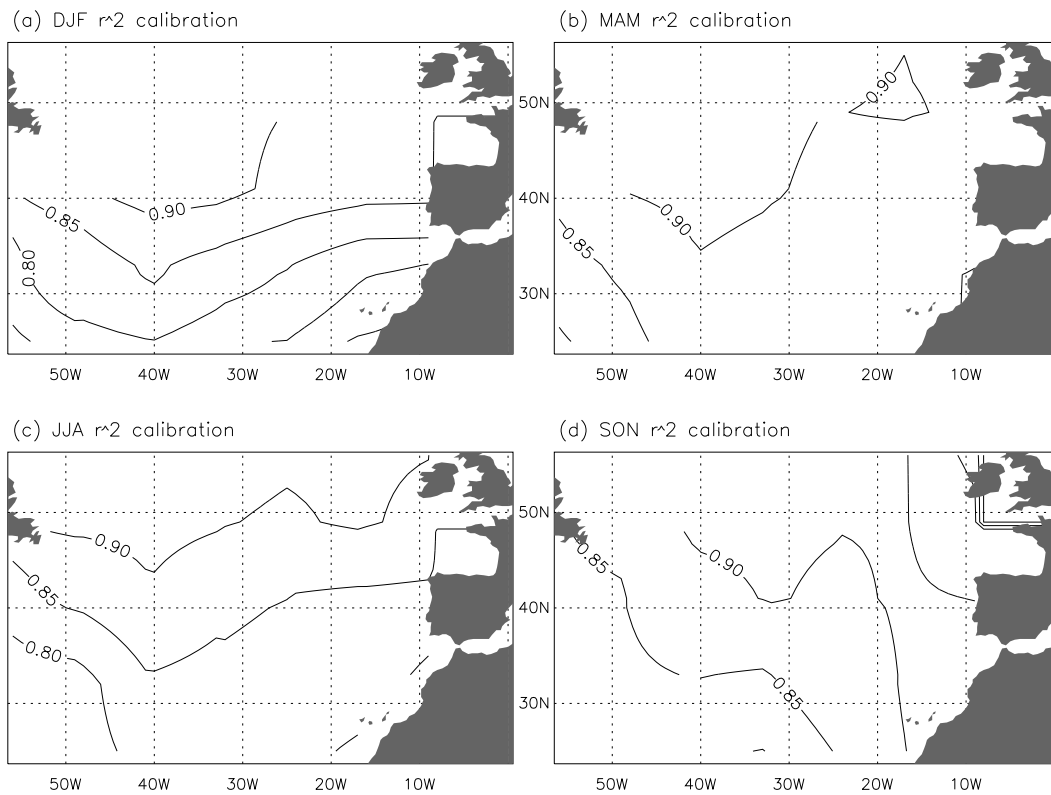 (a) DJF r^2 calibration
(b) MAM r^2 calibration
0.90
50N
0.85
0.90
40N
0.90
0.85
0.80
30N
50W 40W 30W 20W 10W
50W 40W 30W 20W 10W
(c) JJA r^2 calibration
(d) SON r^2 calibration
50N
0.90
0.85
0.90
0.85
40N
0.80
0.85
30N
50W 40W 30W 20W 10W
50W 40W 30W 20W 10W